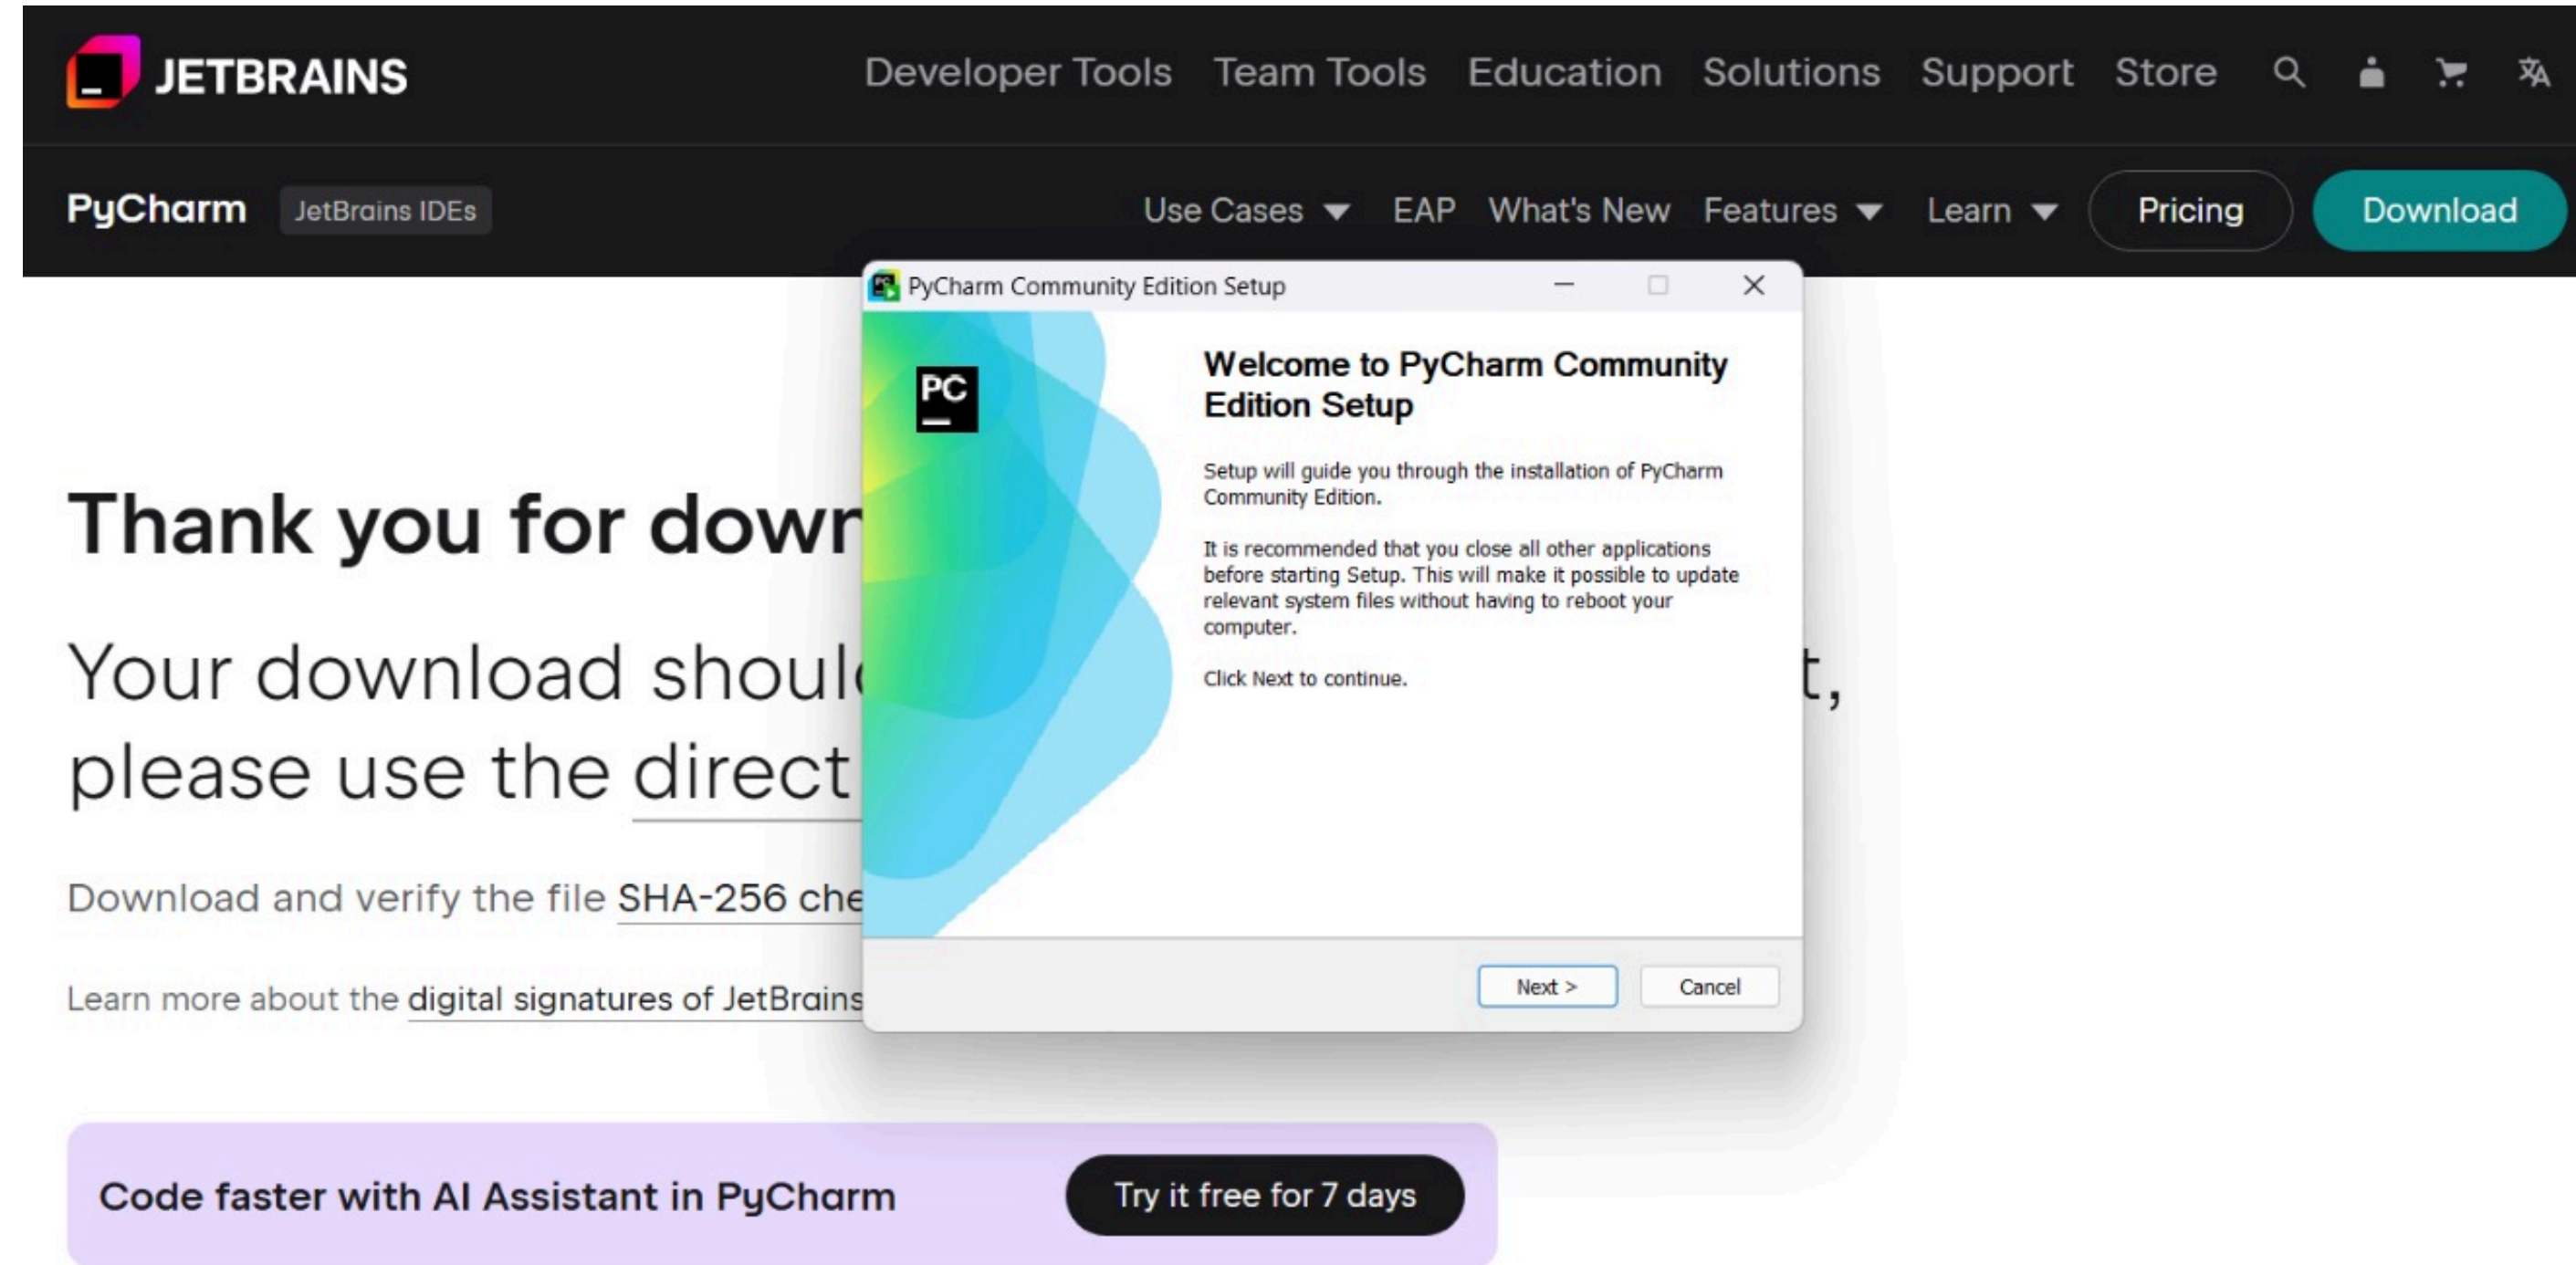 JETBRAINS
Developer Tools Team Tools Education Solutions Support Store
PyCharm JetBrains IDEs
Use Cases EAP What's New Features Learn Pricing Download
PyCharm Community Edition Setup
PC
Welcome to PyCharm Community
Edition Setup
Setup will guide you through the installation of PyCharm
Community Edition.
It is recommended that you close all other applications
before starting Setup. This will make it possible to update
relevant system files without having to reboot your
computer.
Click Next to continue.
Next >
Cancel
Thank you for
Your download
please use the direct
Download and verify the file SHA-256
Learn more about the digital signatures of JetBrains
Code faster with AI Assistant in PyCharm
Try it free for 7 days